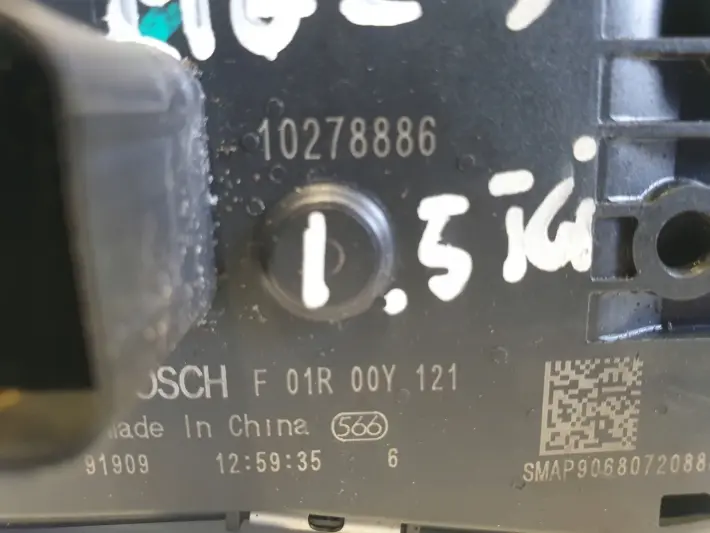 10278886
1.5 TGi
OSCH F 01R 00Y 121
ade In China 566
91909 12:59:35 6
SMAP9068072088